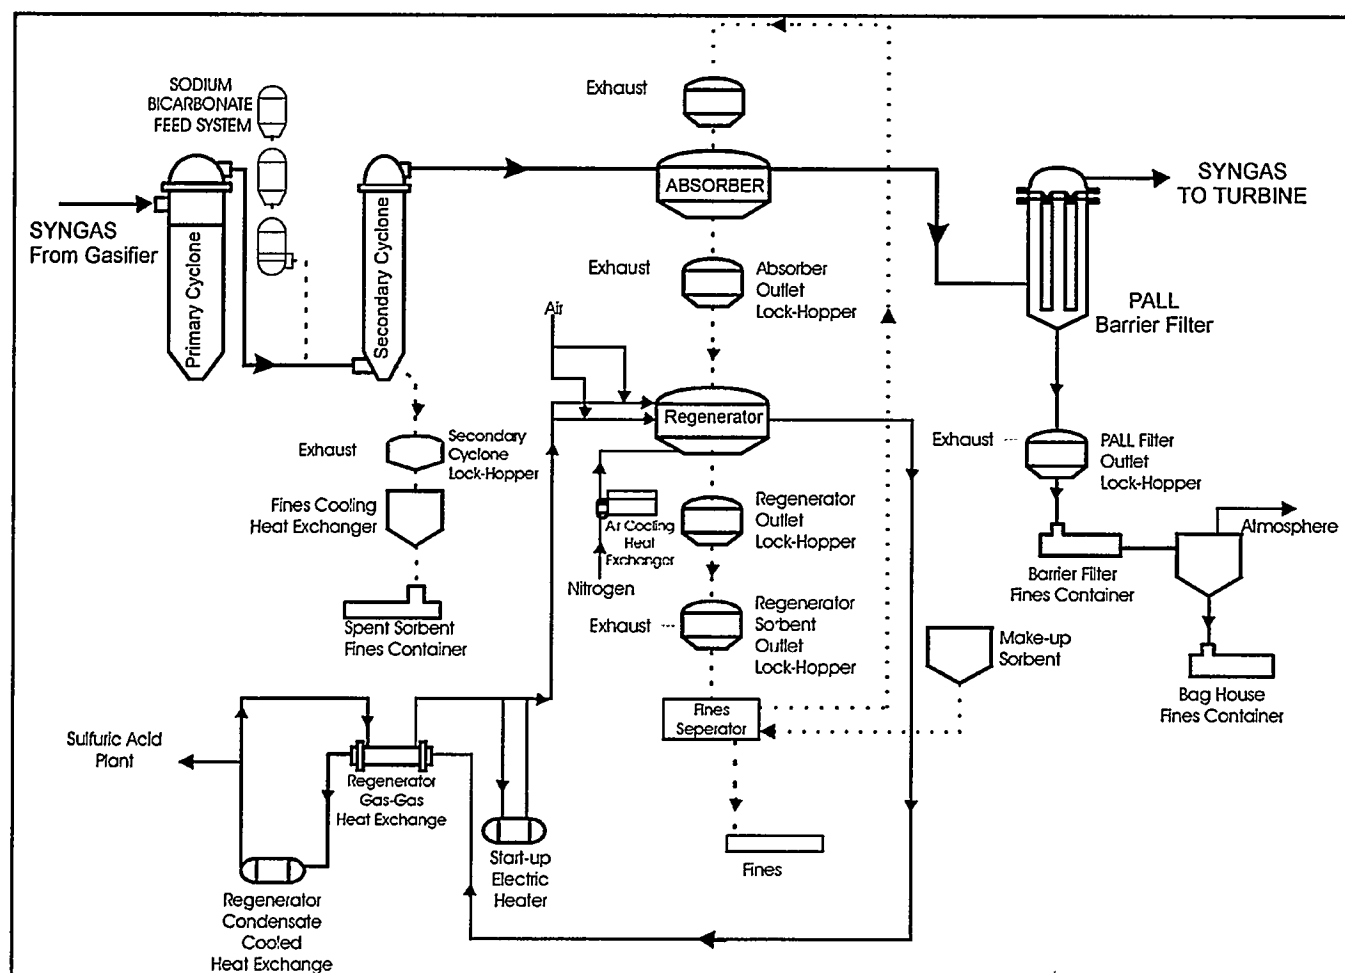 SODIUM
BICARBONATE
FEED SYSTEM
Exhaust
ABSORBER
SYNGAS
TO TURBINE
SYNGAS
From Gasifier
Primary Cyclone
Secondary Cyclone
Exhaust
Absorber
Outlet
Lock-Hopper
PALL
Barrier Filter
Air
Regenerator
Exhaust
Secondary
Cyclone
Lock-Hopper
Exhaust
PALL Filter
Outlet
Lock-Hopper
Fines Cooling
Heat Exchanger
Air Cooling
Heat
Exchanger
Regenerator
Outlet
Lock-Hopper
Atmosphere
Nitrogen
Barrier Filter
Fines Container
Spent Sorbent
Fines Container
Exhaust
Regenerator
Sorbent
Outlet
Lock-Hopper
Make-up
Sorbent
Bag House
Fines Container
Fines
Seperator
Sulfuric Acid
Plant
Regenerator
Gas-Gas
Heat Exchange
Start-up
Electric
Heater
Fines
Regenerator
Condensate
Cooled
Heat Exchange